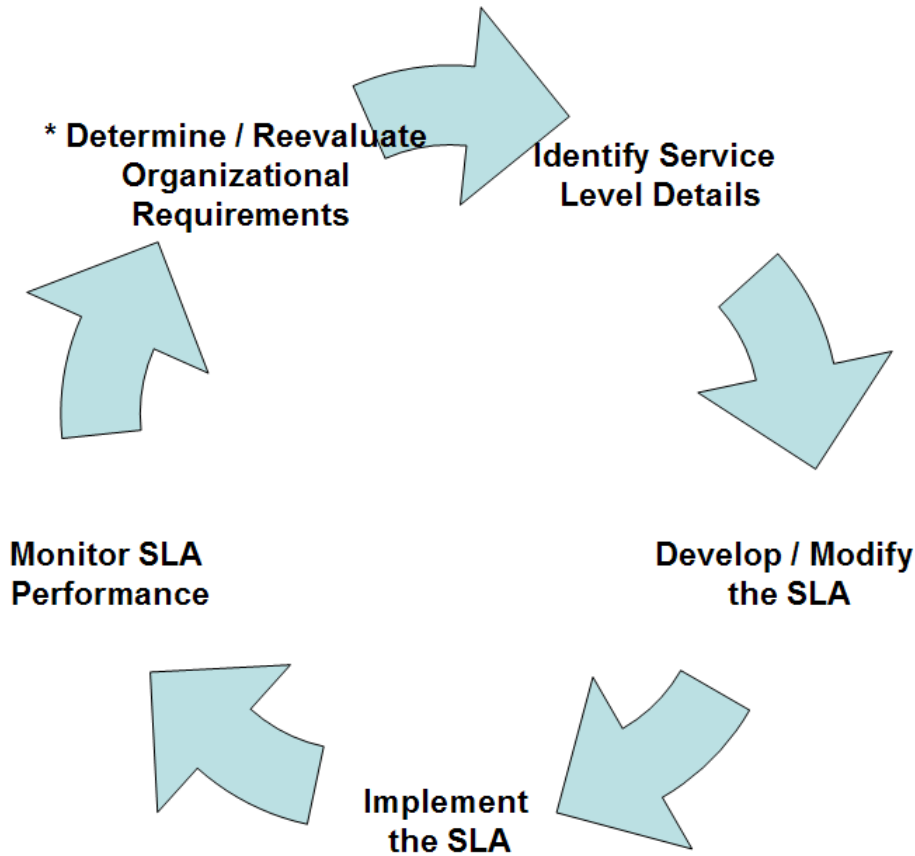 * Determine / Reevaluate
Organizational
Requirements
Identify Service
Level Details
Develop / Modify
the SLA
Implement
the SLA
Monitor SLA
Performance